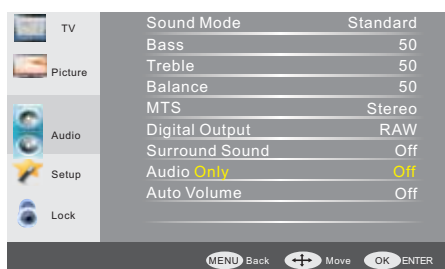 TV
Picture
Audio
Setup
Lock
Sound Mode Standard
Bass 50
Treble 50
Balance 50
MTS Stereo
Digital Output RAW
Surround Sound Off
Audio Only Off
Auto Volume Off
MENU Back Move OK ENTER